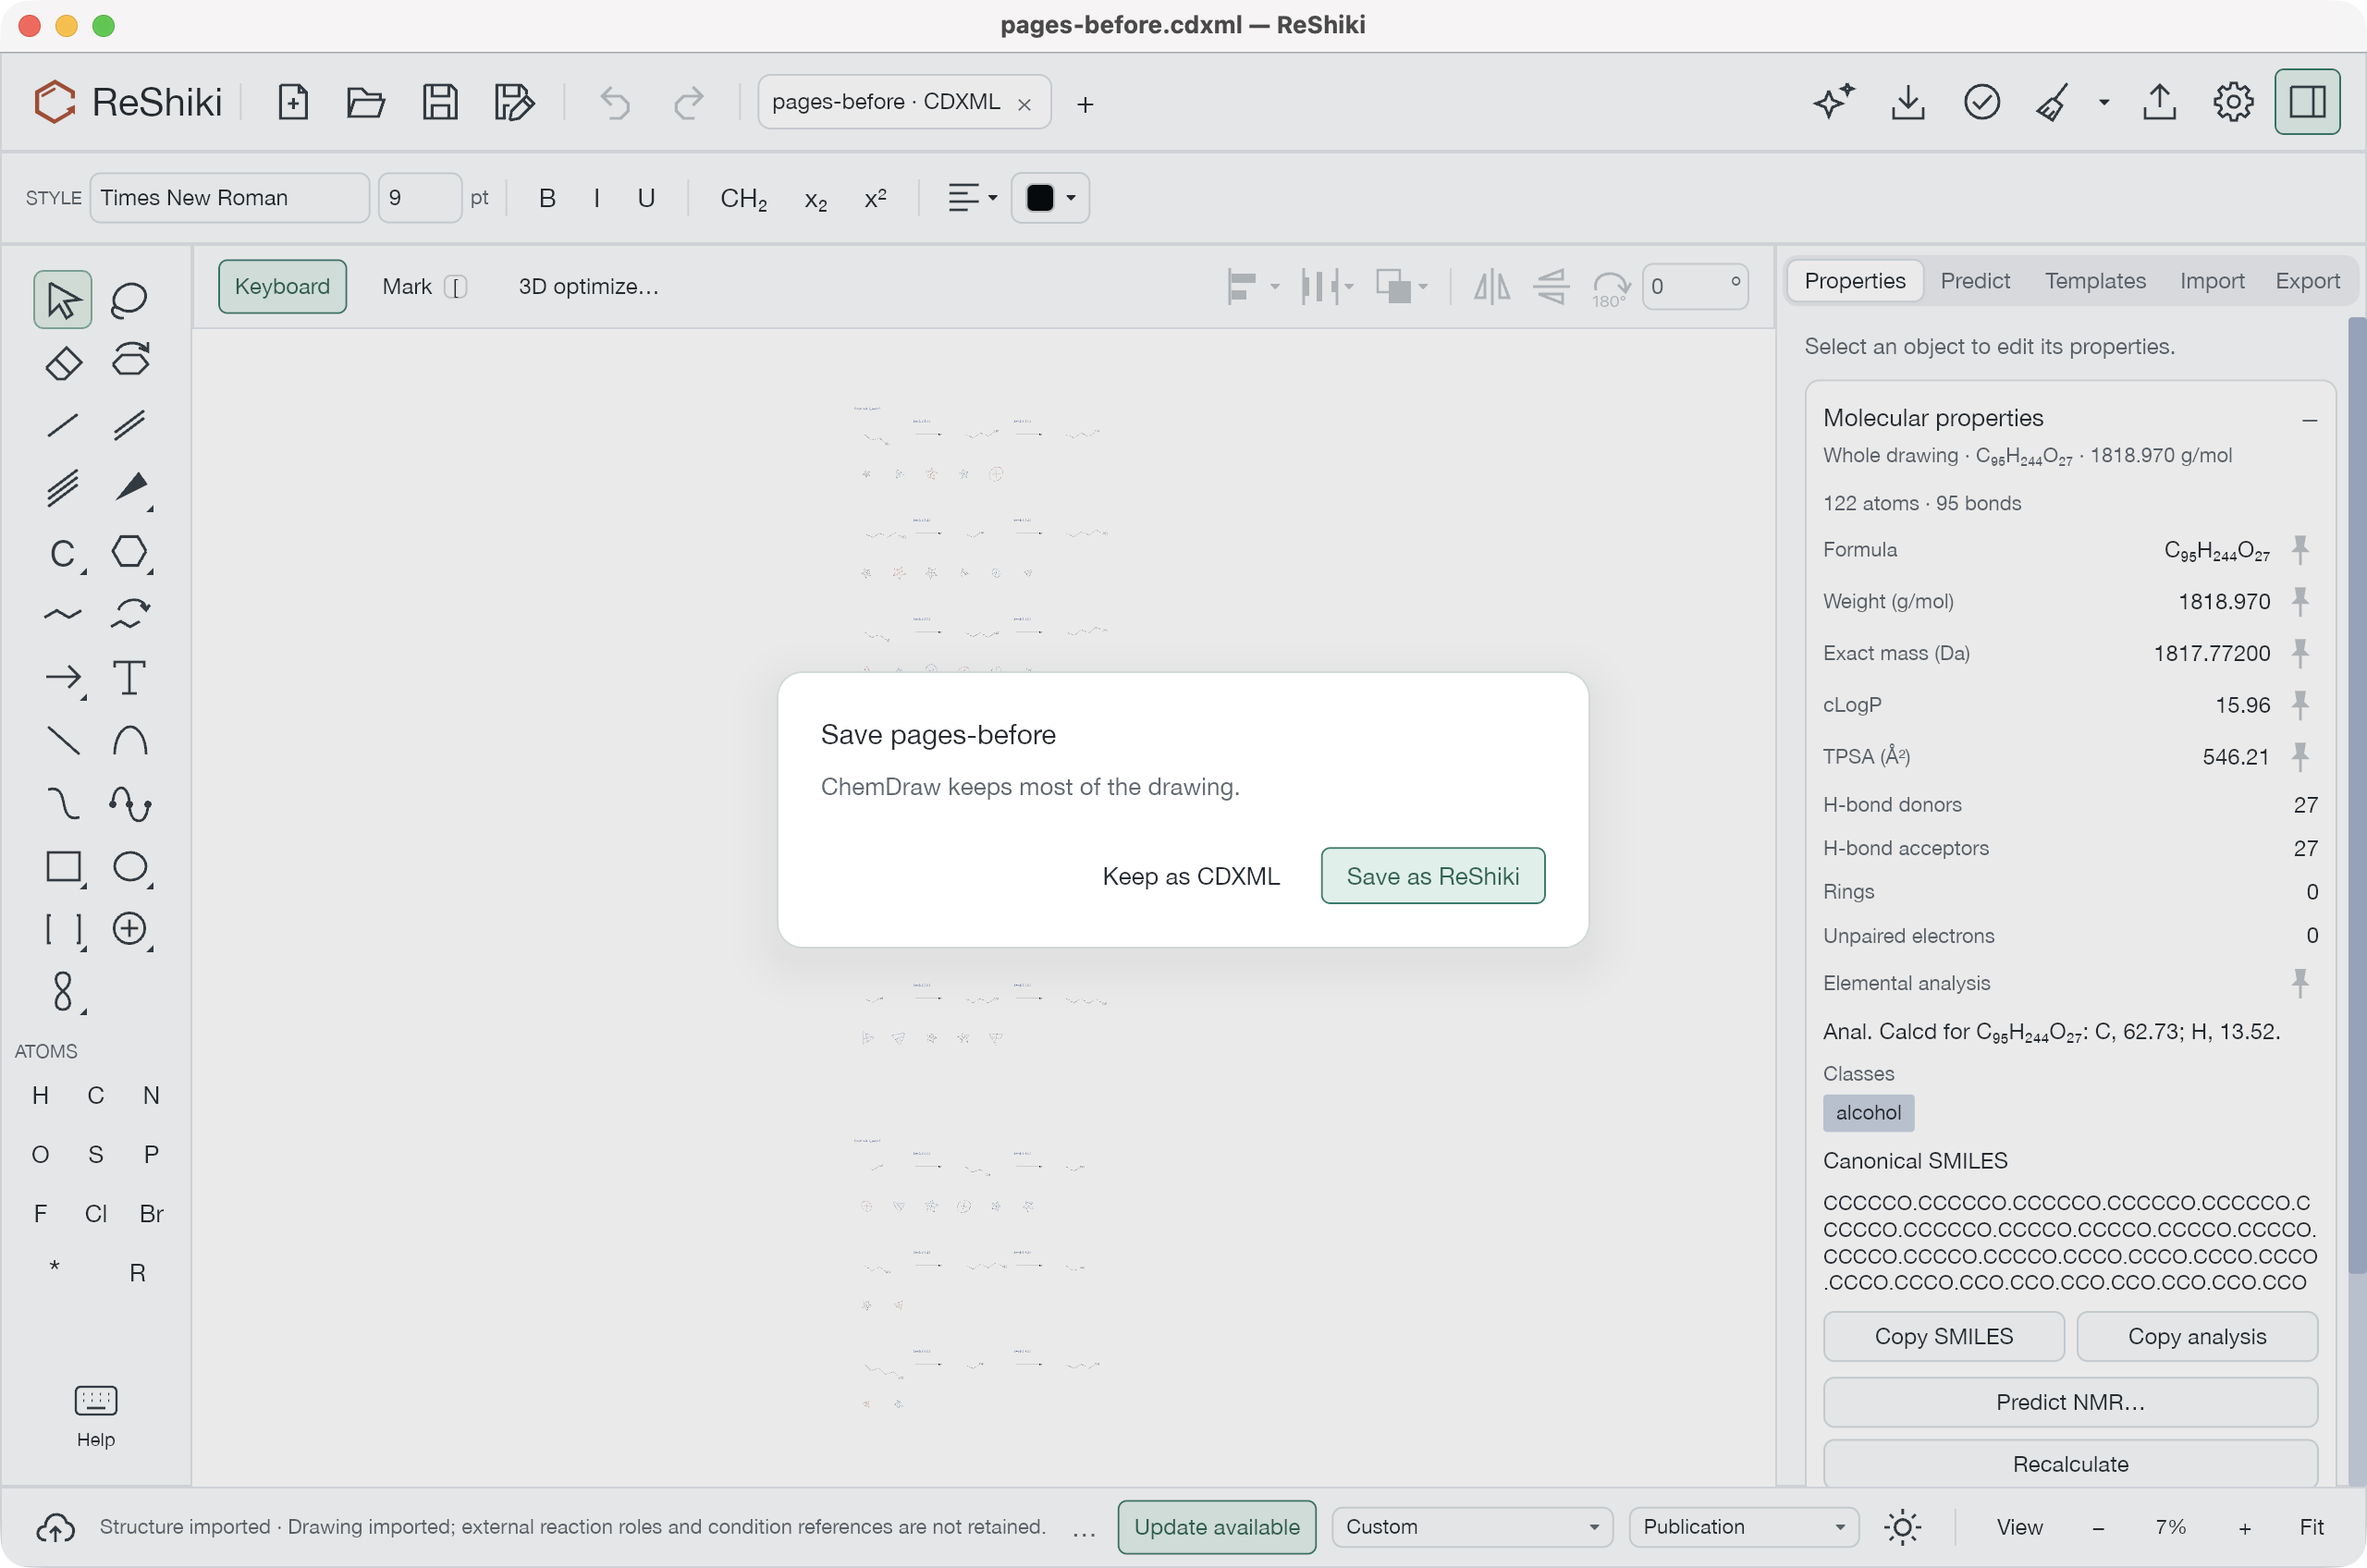 pages-before.cdxml — ReShiki
ReShiki
pages-before · CDXML ×
+
STYLE Times New Roman 9 pt B I U CH₂ x₂ x²
Keyboard Mark [ 3D optimize... 180° 0 °
Properties Predict Templates Import Export
Select an object to edit its properties.
Molecular properties
Whole drawing · C₉₅H₂₄₄O₂₇ · 1818.970 g/mol
122 atoms · 95 bonds
Formula C₉₅H₂₄₄O₂₇
Weight (g/mol) 1818.970
Exact mass (Da) 1817.77200
cLogP 15.96
TPSA (Å²) 546.21
H-bond donors 27
H-bond acceptors 27
Rings 0
Unpaired electrons 0
Elemental analysis
Anal. Calcd for C₉₅H₂₄₄O₂₇: C, 62.73; H, 13.52.
Classes
alcohol
Canonical SMILES
CCCCCO.CCCCCO.CCCCCO.CCCCCO.CCCCCO.C
CCCCO.CCCCCO.CCCCO.CCCCO.CCCCO.CCCCO.
CCCCO.CCCCO.CCCCO.CCCO.CCCO.CCCO.CCCO
.CCCO.CCCO.CCO.CCO.CCO.CCO.CCO.CCO.CCO
Copy SMILES Copy analysis
Predict NMR...
Recalculate
Save pages-before
ChemDraw keeps most of the drawing.
Keep as CDXML Save as ReShiki
C
T
ATOMS
H C N
O S P
F Cl Br
* R
Help
Structure imported · Drawing imported; external reaction roles and condition references are not retained. ...
Update available Custom Publication View − 7% + Fit